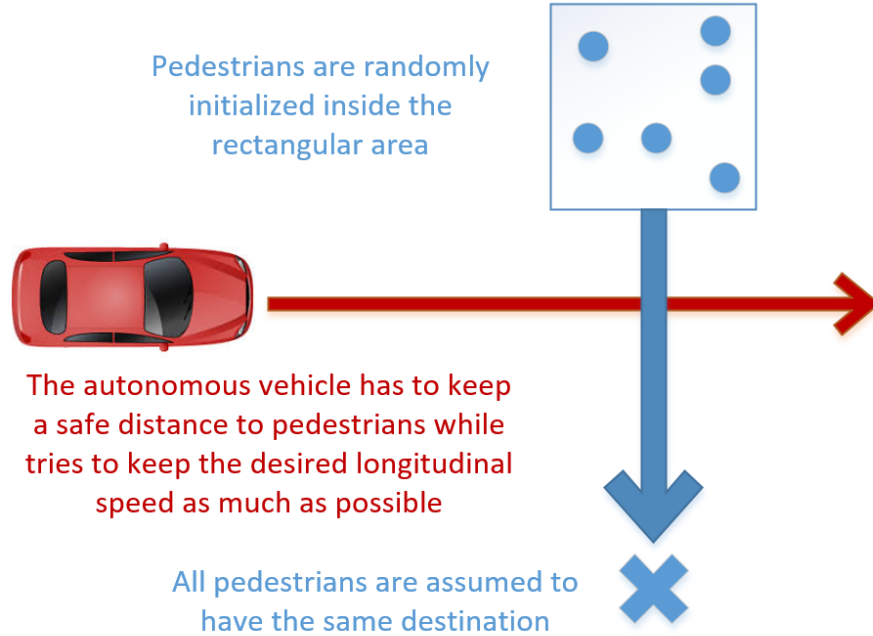 Pedestrians are randomly
initialized inside the
rectangular area
The autonomous vehicle has to keep
a safe distance to pedestrians while
tries to keep the desired longitudinal
speed as much as possible
All pedestrians are assumed to
have the same destination